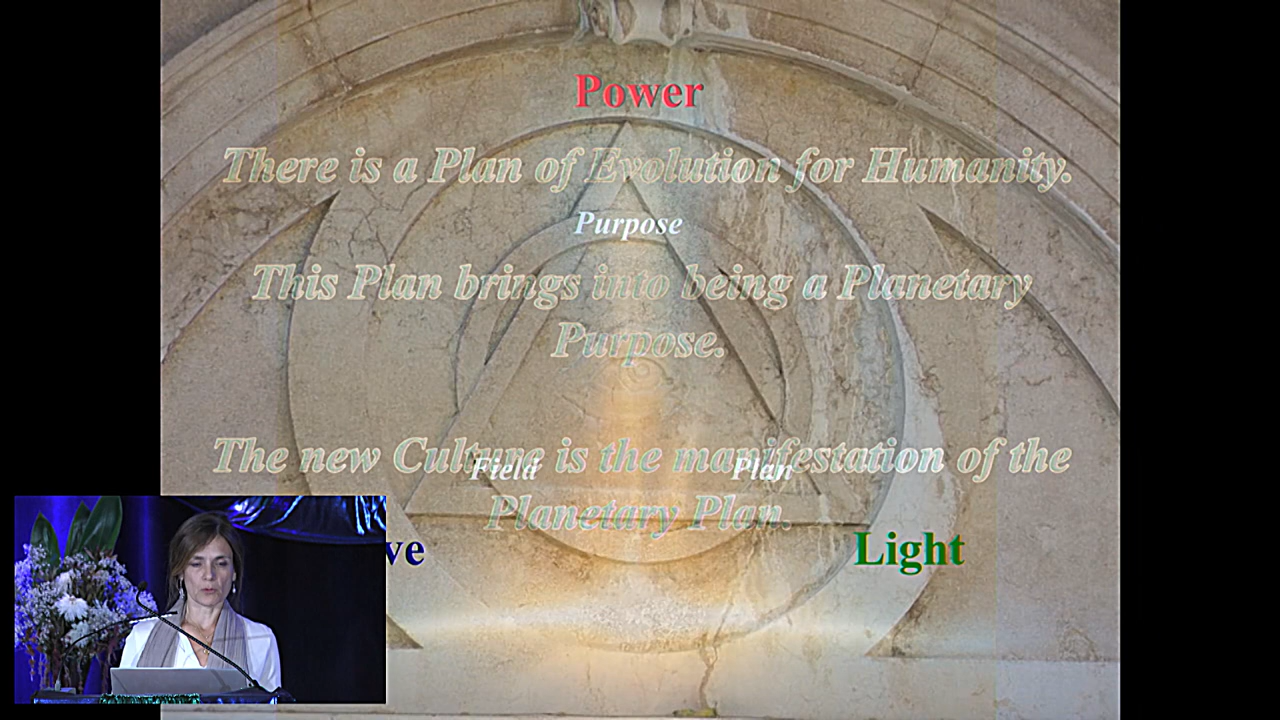 Power
There is a Plan of Evolution for Humanity.
Purpose
This Plan brings into being a Planetary
Purpose.
The new Culture is the manifestation of the
Field Plan
Planetary Plan.
ve Light